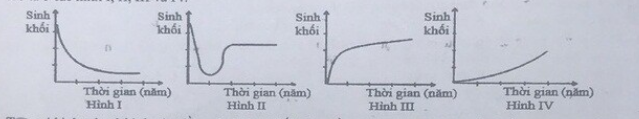 Sinh khối
Thời gian (năm)
Hình I
Sinh khối
Thời gian (năm)
Hình II
Sinh khối
Thời gian (năm)
Hình III
Sinh khối
Thời gian (năm)
Hình IV